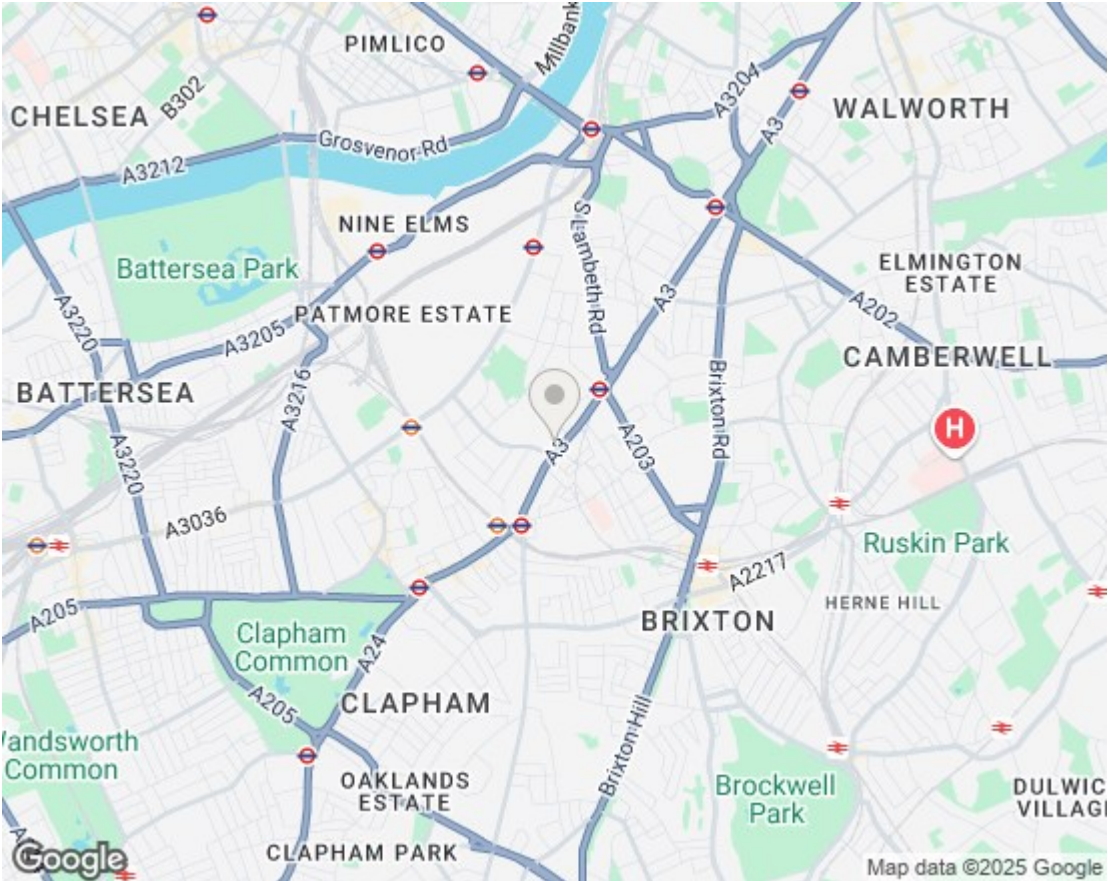 PIMLICO
Millbank
B302
CHELSEA
A3204
WALWORTH
A3
Grosvenor Rd
A3212
S Lambeth Rd
NINE ELMS
Battersea Park
ELMINGTON
ESTATE
A3220
A3
A202
PATMORE ESTATE
A3205
CAMBERWELL
BATTERSEA
A3216
Brixton Rd
H
A3
A203
A3220
A3036
Ruskin Park
A2217
HERNE HILL
A205
BRIXTON
Clapham
Common
A24
A205
CLAPHAM
andsworth
Common
Brixton Hill
OAKLANDS
ESTATE
Brockwell
Park
DULWIC
VILLAG
CLAPHAM PARK
Google
Map data ©2025 Google